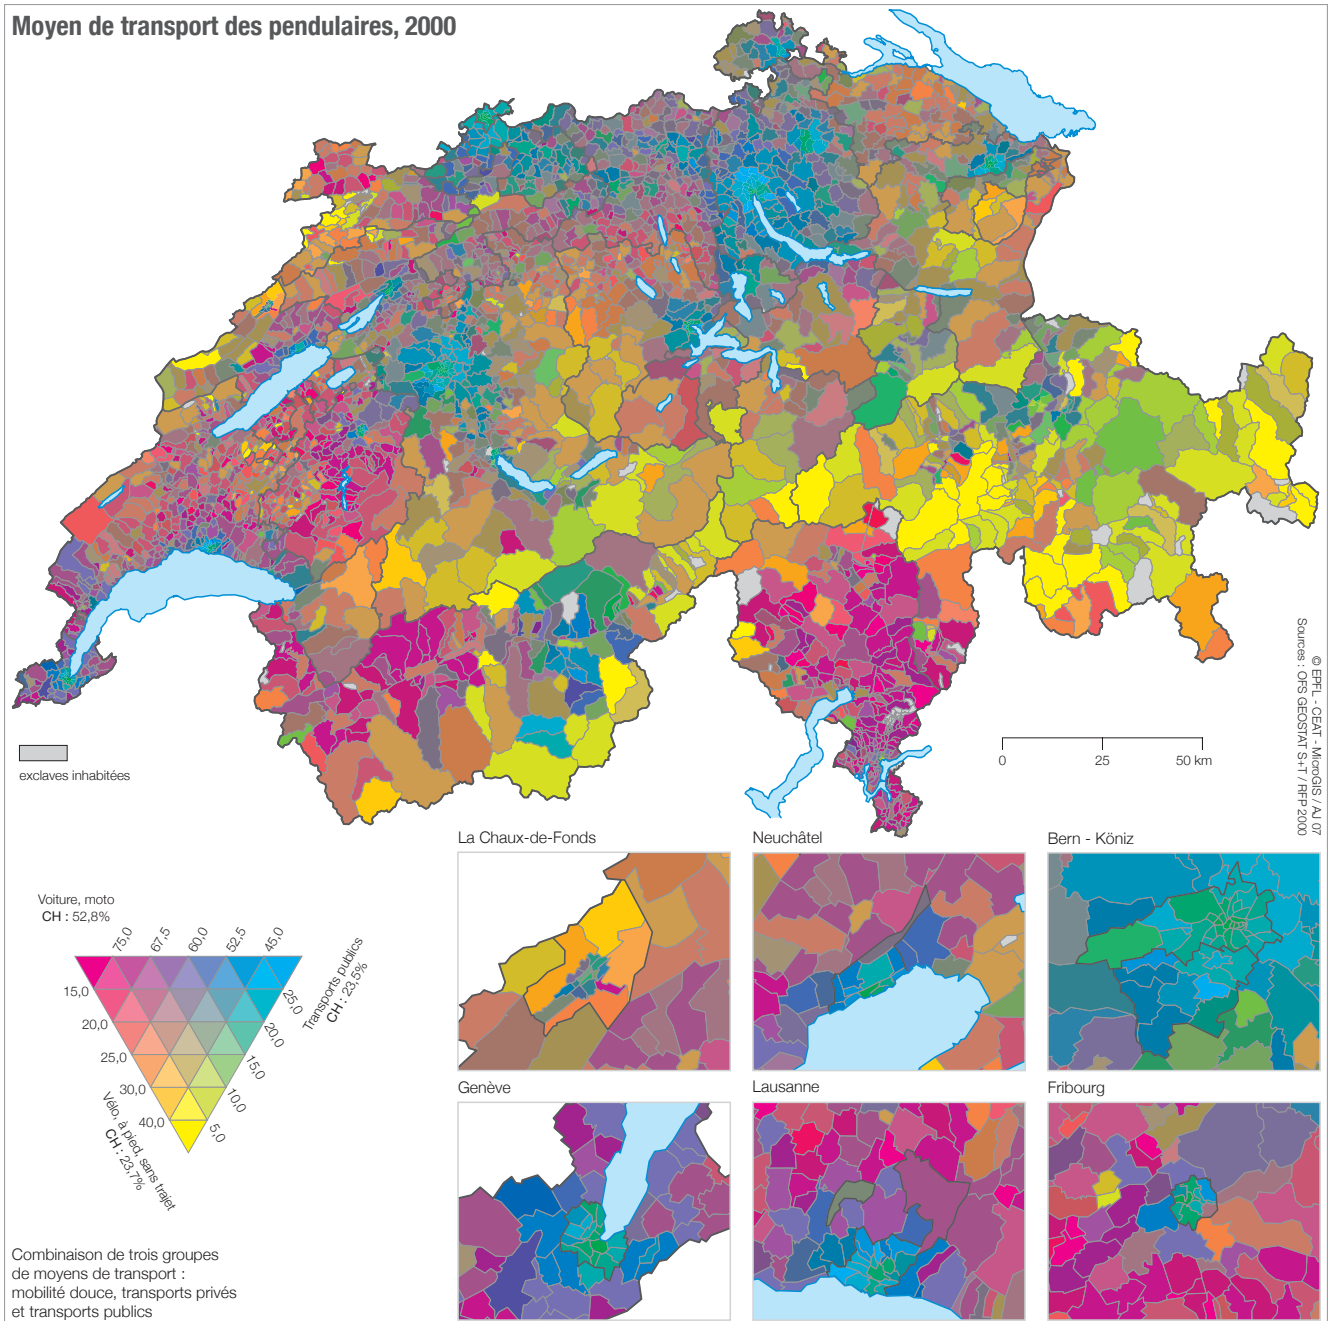 Moyen de transport des pendulaires, 2000
exclaves inhabitées
0 25 50 km
© EPFL - CEAT - MicroGIS / AJ 07
Sources : OFS GEOSTAT S+T / RFP 2000
Voiture, moto
CH : 52,8%
75,0 67,5 60,0 52,5 45,0
Transports publics
CH : 23,5%
25,0
20,0
15,0
10,0
5,0
15,0
20,0
25,0
30,0
40,0
Vélo, à pied, sans trajet
CH : 23,7%
Combinaison de trois groupes
de moyens de transport :
mobilité douce, transports privés
et transports publics
La Chaux-de-Fonds
Neuchâtel
Bern - Köniz
Genève
Lausanne
Fribourg